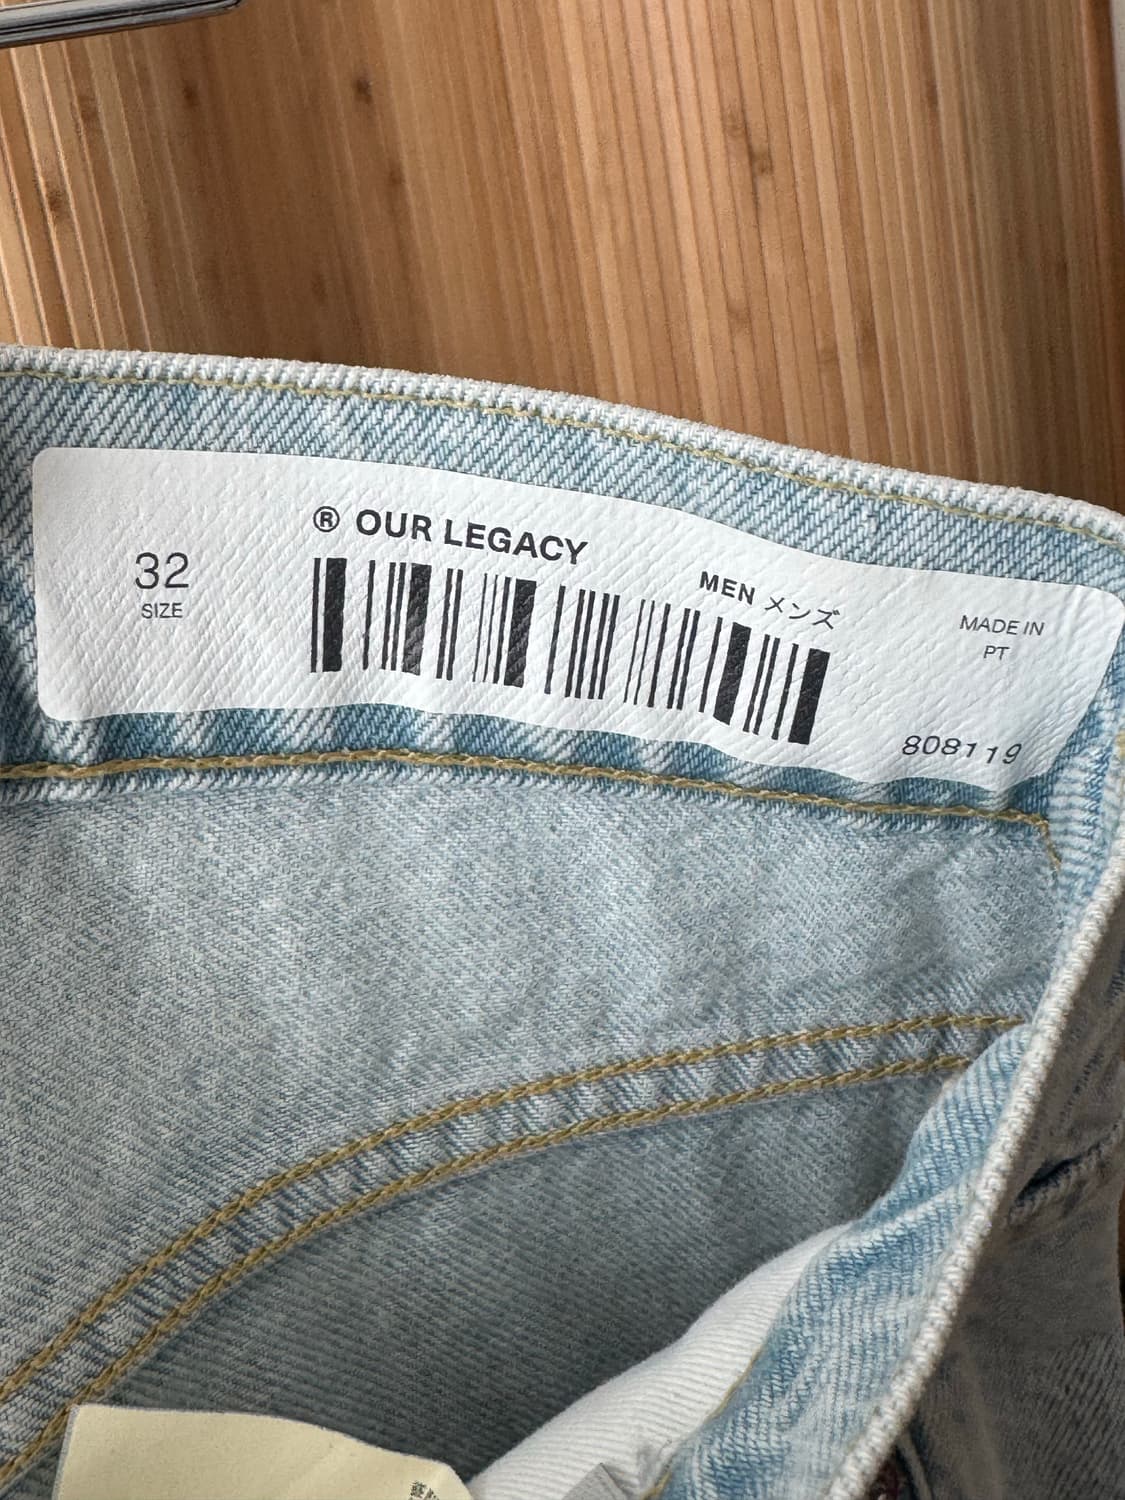 ® OUR LEGACY
32
SIZE
MEN メンズ
MADE IN
PT
808119